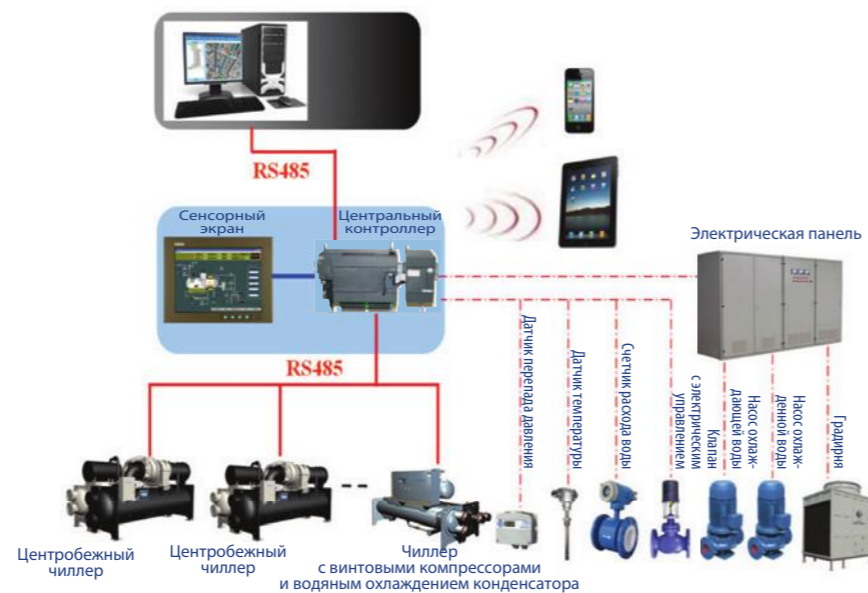 RS485
Сенсорный
экран
Центральный
контроллер
Электрическая панель
RS485
Датчик перепада давления
Датчик температуры
Счетчик расхода воды
Клапан
с электрическим
управлением
Насос охлаж-
дающей воды
Насос охлаж-
денной воды
Градирня
Центробежный
чиллер
Центробежный
чиллер
Чиллер
с винтовыми компрессорами
и водяным охлаждением конденсатора